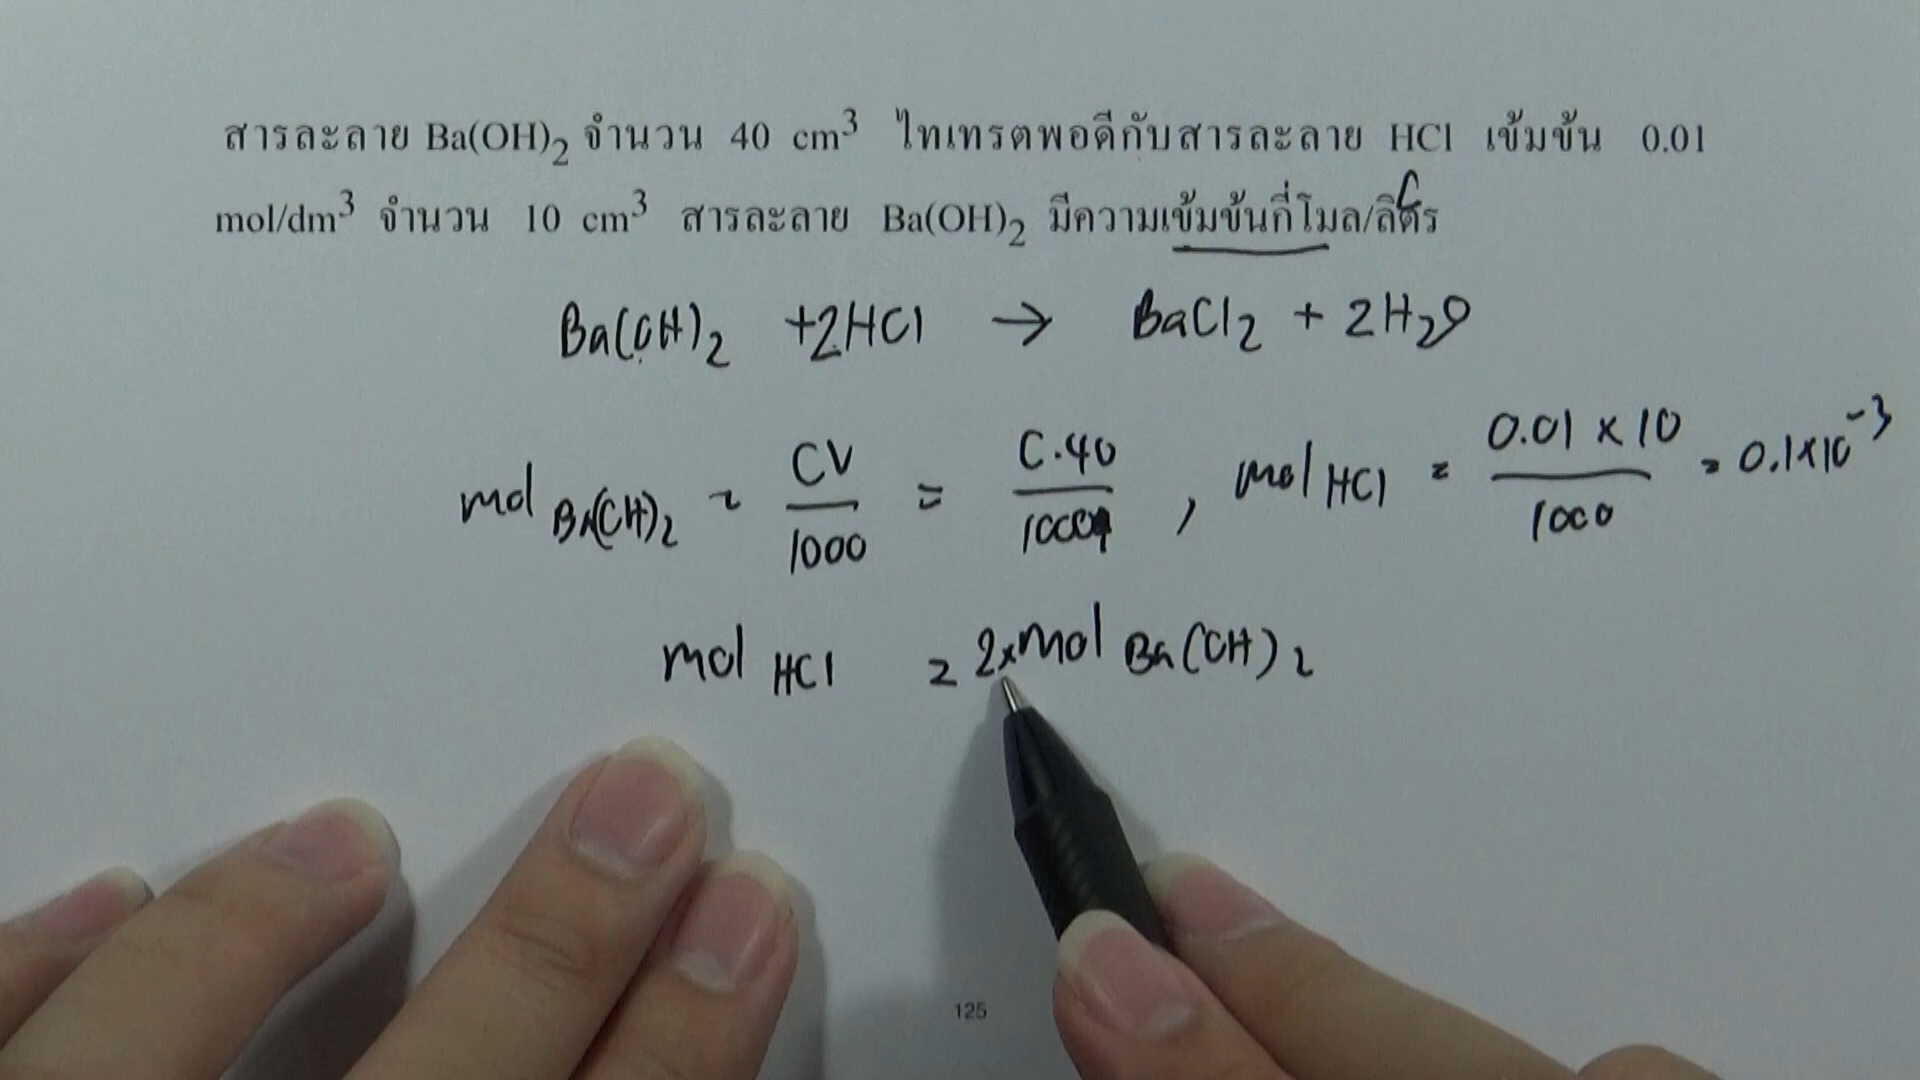 สารละลาย Ba(OH)₂ จำนวน 40 cm³ ไทเทรตพอดีกับสารละลาย HCl เข้มข้น 0.01
mol/dm³ จำนวน 10 cm³ สารละลาย Ba(OH)₂ มีความเข้มข้นกี่โมล/ลิตร
Ba(OH)₂ +2HCl → BaCl₂ + 2H₂O
mol Ba(OH)₂ = CV/1000 = C.40/1000 , mol HCl = 0.01 x 10/1000 = 0.1x10⁻³
mol HCl = 2x mol Ba(OH)₂
125